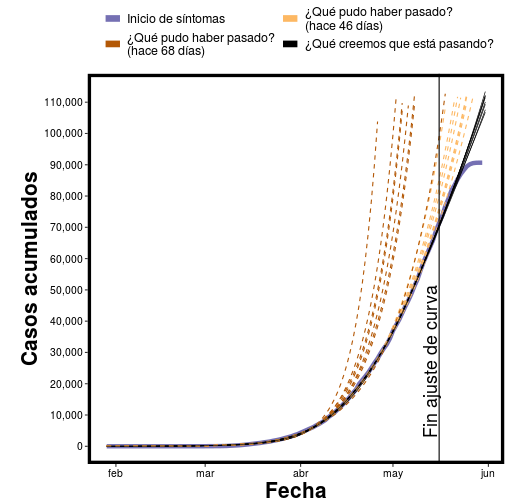 Inicio de síntomas
¿Qué pudo haber pasado?
(hace 68 días)
¿Qué pudo haber pasado?
(hace 46 días)
¿Qué creemos que está pasando?
Casos acumulados
110,000
100,000
90,000
80,000
70,000
60,000
50,000
40,000
30,000
20,000
10,000
0
Fin ajuste de curva
feb
mar
abr
may
jun
Fecha